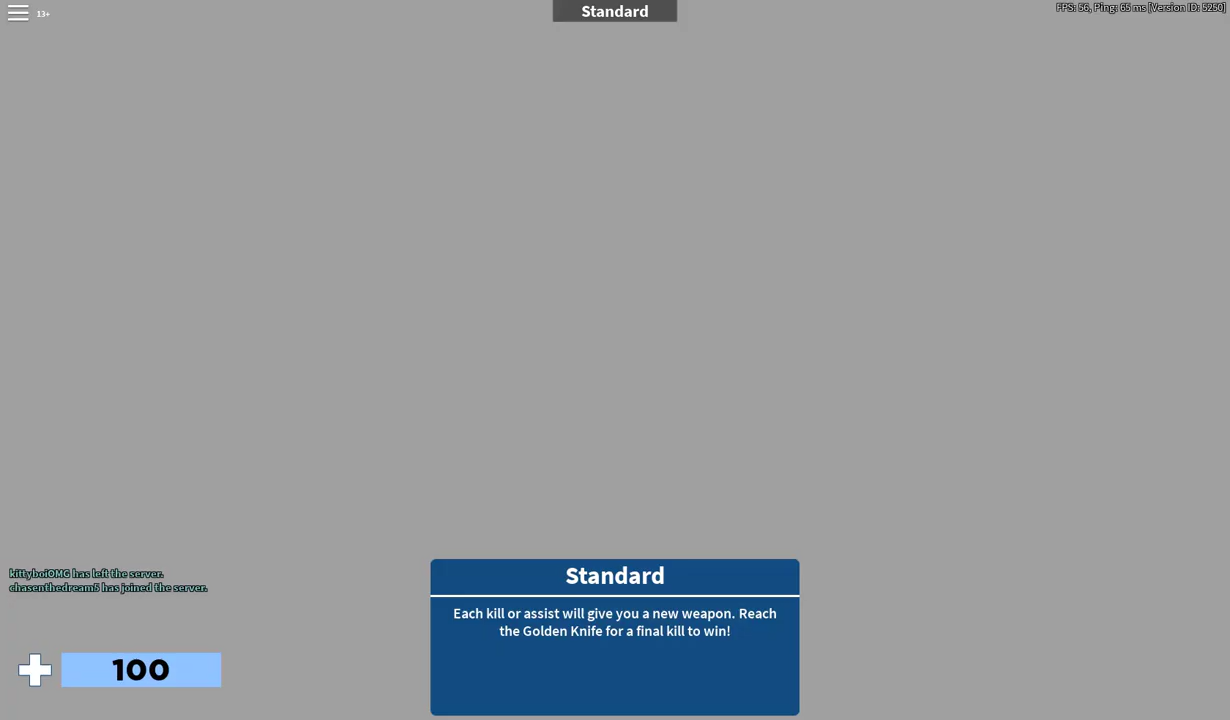 13+
Standard
FPS: 56, Ping: 65 ms [Version ID: 5250]
kittyboiOMG has left the server.
chasenthedream5 has joined the server.
100
Standard
Each kill or assist will give you a new weapon. Reach
the Golden Knife for a final kill to win!